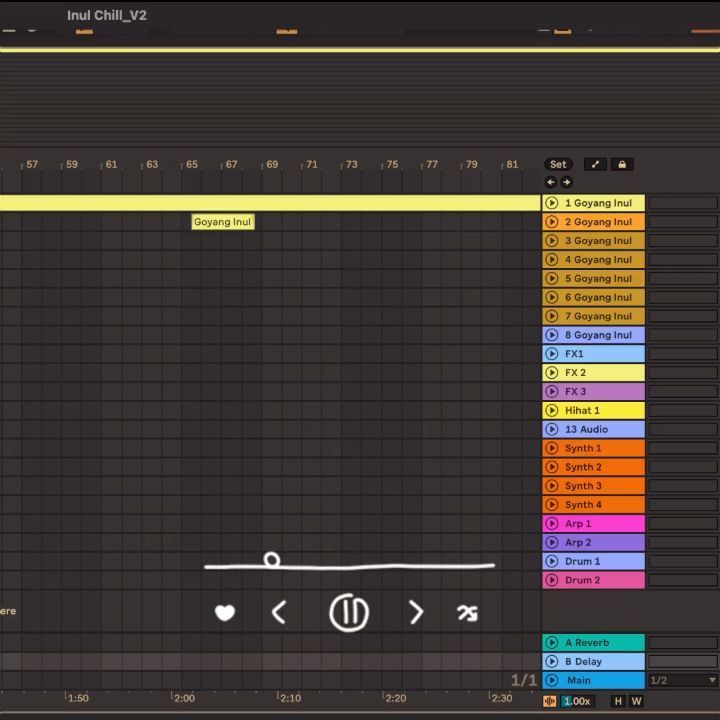 Inul Chill_V2
57 59 61 63 65 67 69 71 73 75 77 79 81 Set
1 Goyang Inul
Goyang Inul 2 Goyang Inul
3 Goyang Inul
4 Goyang Inul
5 Goyang Inul
6 Goyang Inul
7 Goyang Inul
8 Goyang Inul
FX1
FX 2
FX 3
Hihat 1
13 Audio
Synth 1
Synth 2
Synth 3
Synth 4
Arp 1
Arp 2
Drum 1
Drum 2
ere
A Reverb
B Delay
1/1 Main 1/2
1:50 2:00 2:10 2:20 2:30 1.00x H W